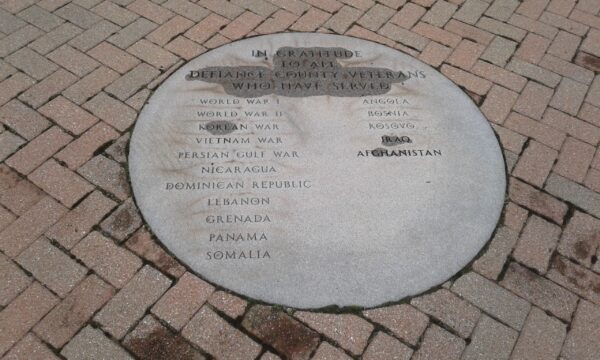 IN GRATITUDE
TO ALL
DEFIANCE COUNTY VETERANS
WHO HAVE SERVED
WORLD WAR I
WORLD WAR II
KOREAN WAR
VIETNAM WAR
PERSIAN GULF WAR
NICARAGUA
DOMINICAN REPUBLIC
LEBANON
GRENADA
PANAMA
SOMALIA
ANGOLA
BOSNIA
KOSOVO
IRAQ
AFGHANISTAN